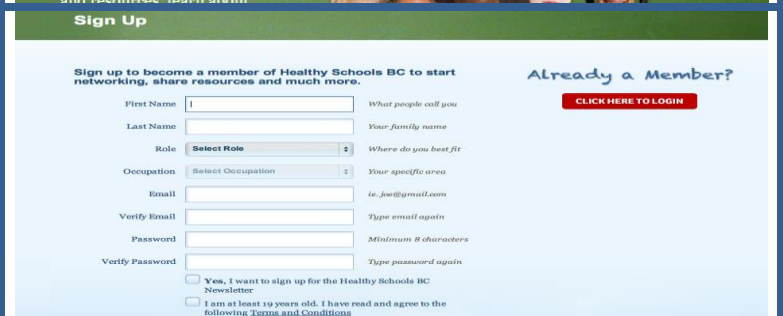 and resources, learn about
Sign Up
Sign up to become a member of Healthy Schools BC to start
networking, share resources and much more.
Already a Member?
CLICK HERE TO LOGIN
First Name
What people call you
Last Name
Your family name
Role
Select Role
Where do you best fit
Occupation
Select Occupation
Your specific area
Email
ie. joe@gmail.com
Verify Email
Type email again
Password
Minimum 8 characters
Verify Password
Type password again
Yes, I want to sign up for the Healthy Schools BC
Newsletter
I am at least 19 years old. I have read and agree to the
following Terms and Conditions